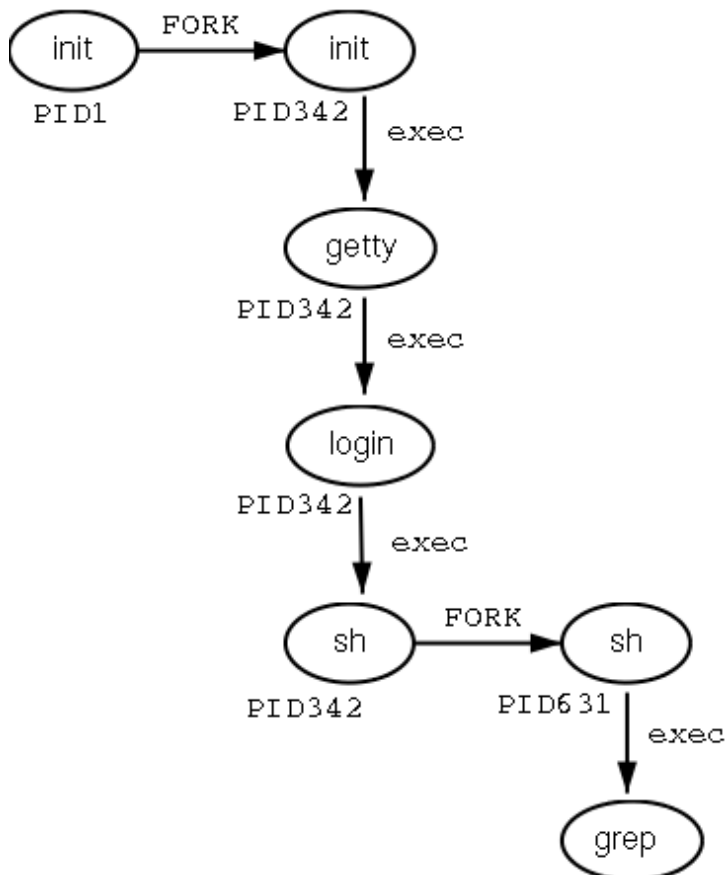 FORK
init
init
PID1
PID342
exec
getty
PID342
exec
login
PID342
exec
FORK
sh
sh
PID342
PID631
exec
grep